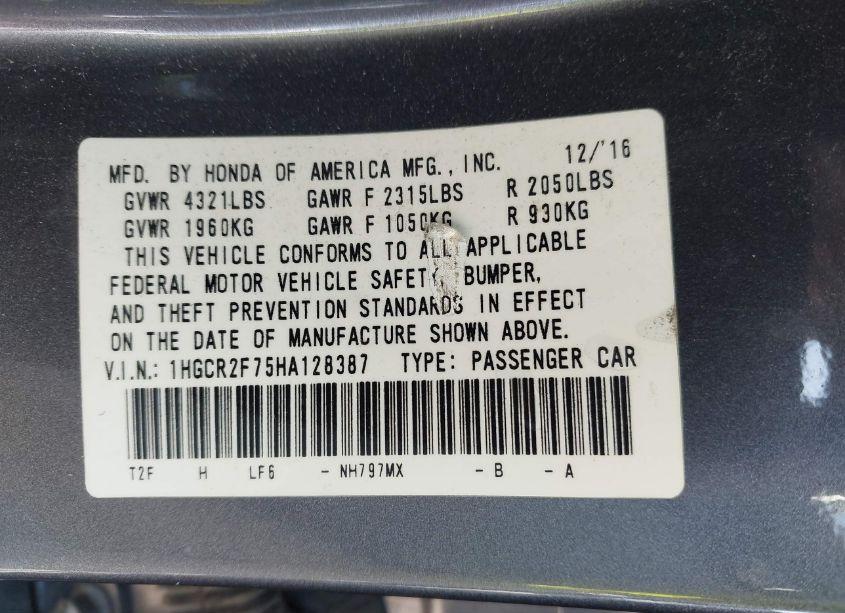 MFD. BY HONDA OF AMERICA MFG., INC. 12/'16
GVWR 4321LBS GAWR F 2315LBS R 2050LBS
GVWR 1960KG GAWR F 1050KG R 930KG
THIS VEHICLE CONFORMS TO ALL APPLICABLE
FEDERAL MOTOR VEHICLE SAFETY, BUMPER,
AND THEFT PREVENTION STANDARDS IN EFFECT
ON THE DATE OF MANUFACTURE SHOWN ABOVE.
V.I.N.: 1HGCR2F75HA128387 TYPE: PASSENGER CAR
T2F H LF6 - NH797MX - B - A